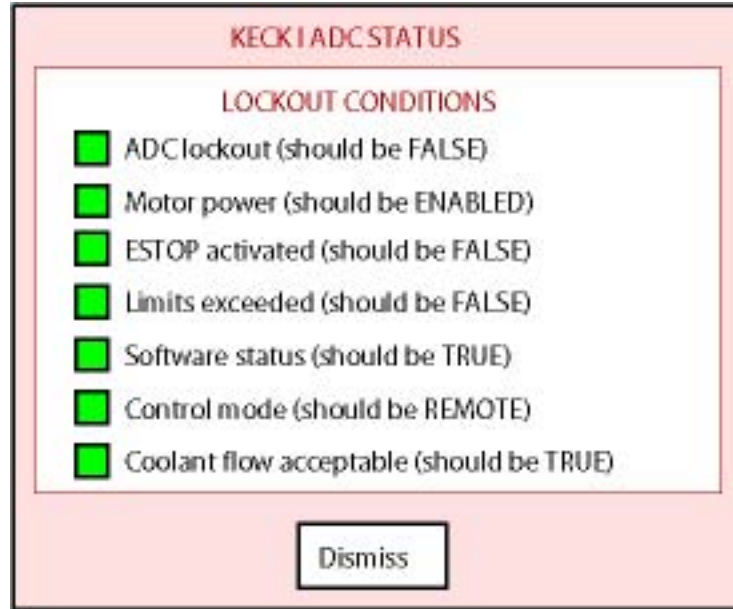 KECK I ADC STATUS
LOCKOUT CONDITIONS
ADC lockout (should be FALSE)
Motor power (should be ENABLED)
ESTOP activated (should be FALSE)
Limits exceeded (should be FALSE)
Software status (should be TRUE)
Control mode (should be REMOTE)
Coolant flow acceptable (should be TRUE)
Dismiss